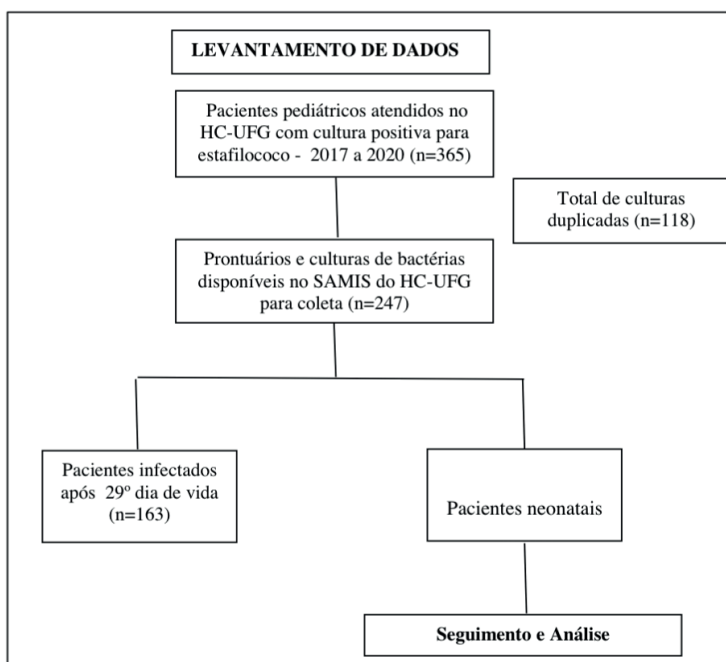 LEVANTAMENTO DE DADOS
Pacientes pediátricos atendidos no
HC-UFG com cultura positiva para
estafilococo - 2017 a 2020 (n=365)
Total de culturas
duplicadas (n=118)
Prontuários e culturas de bactérias
disponíveis no SAMIS do HC-UFG
para coleta (n=247)
Pacientes infectados
após 29º dia de vida
(n=163)
Pacientes neonatais
Seguimento e Análise